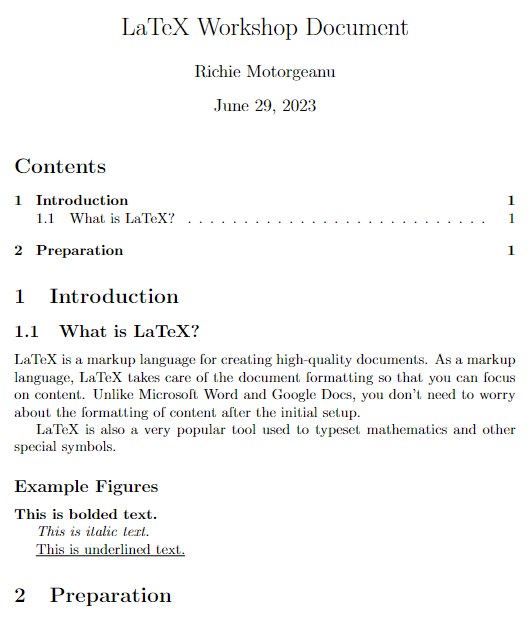 LaTeX Workshop Document
Richie Motorgeanu
June 29, 2023
Contents
1 Introduction 1
1.1 What is LaTeX? . . . . . . . . . . . . . . . . . . . . . . . . . . . 1
2 Preparation 1
1 Introduction
1.1 What is LaTeX?
LaTeX is a markup language for creating high-quality documents. As a markup
language, LaTeX takes care of the document formatting so that you can focus
on content. Unlike Microsoft Word and Google Docs, you don't need to worry
about the formatting of content after the initial setup.
LaTeX is also a very popular tool used to typeset mathematics and other
special symbols.
Example Figures
This is bolded text.
This is italic text.
This is underlined text.
2 Preparation